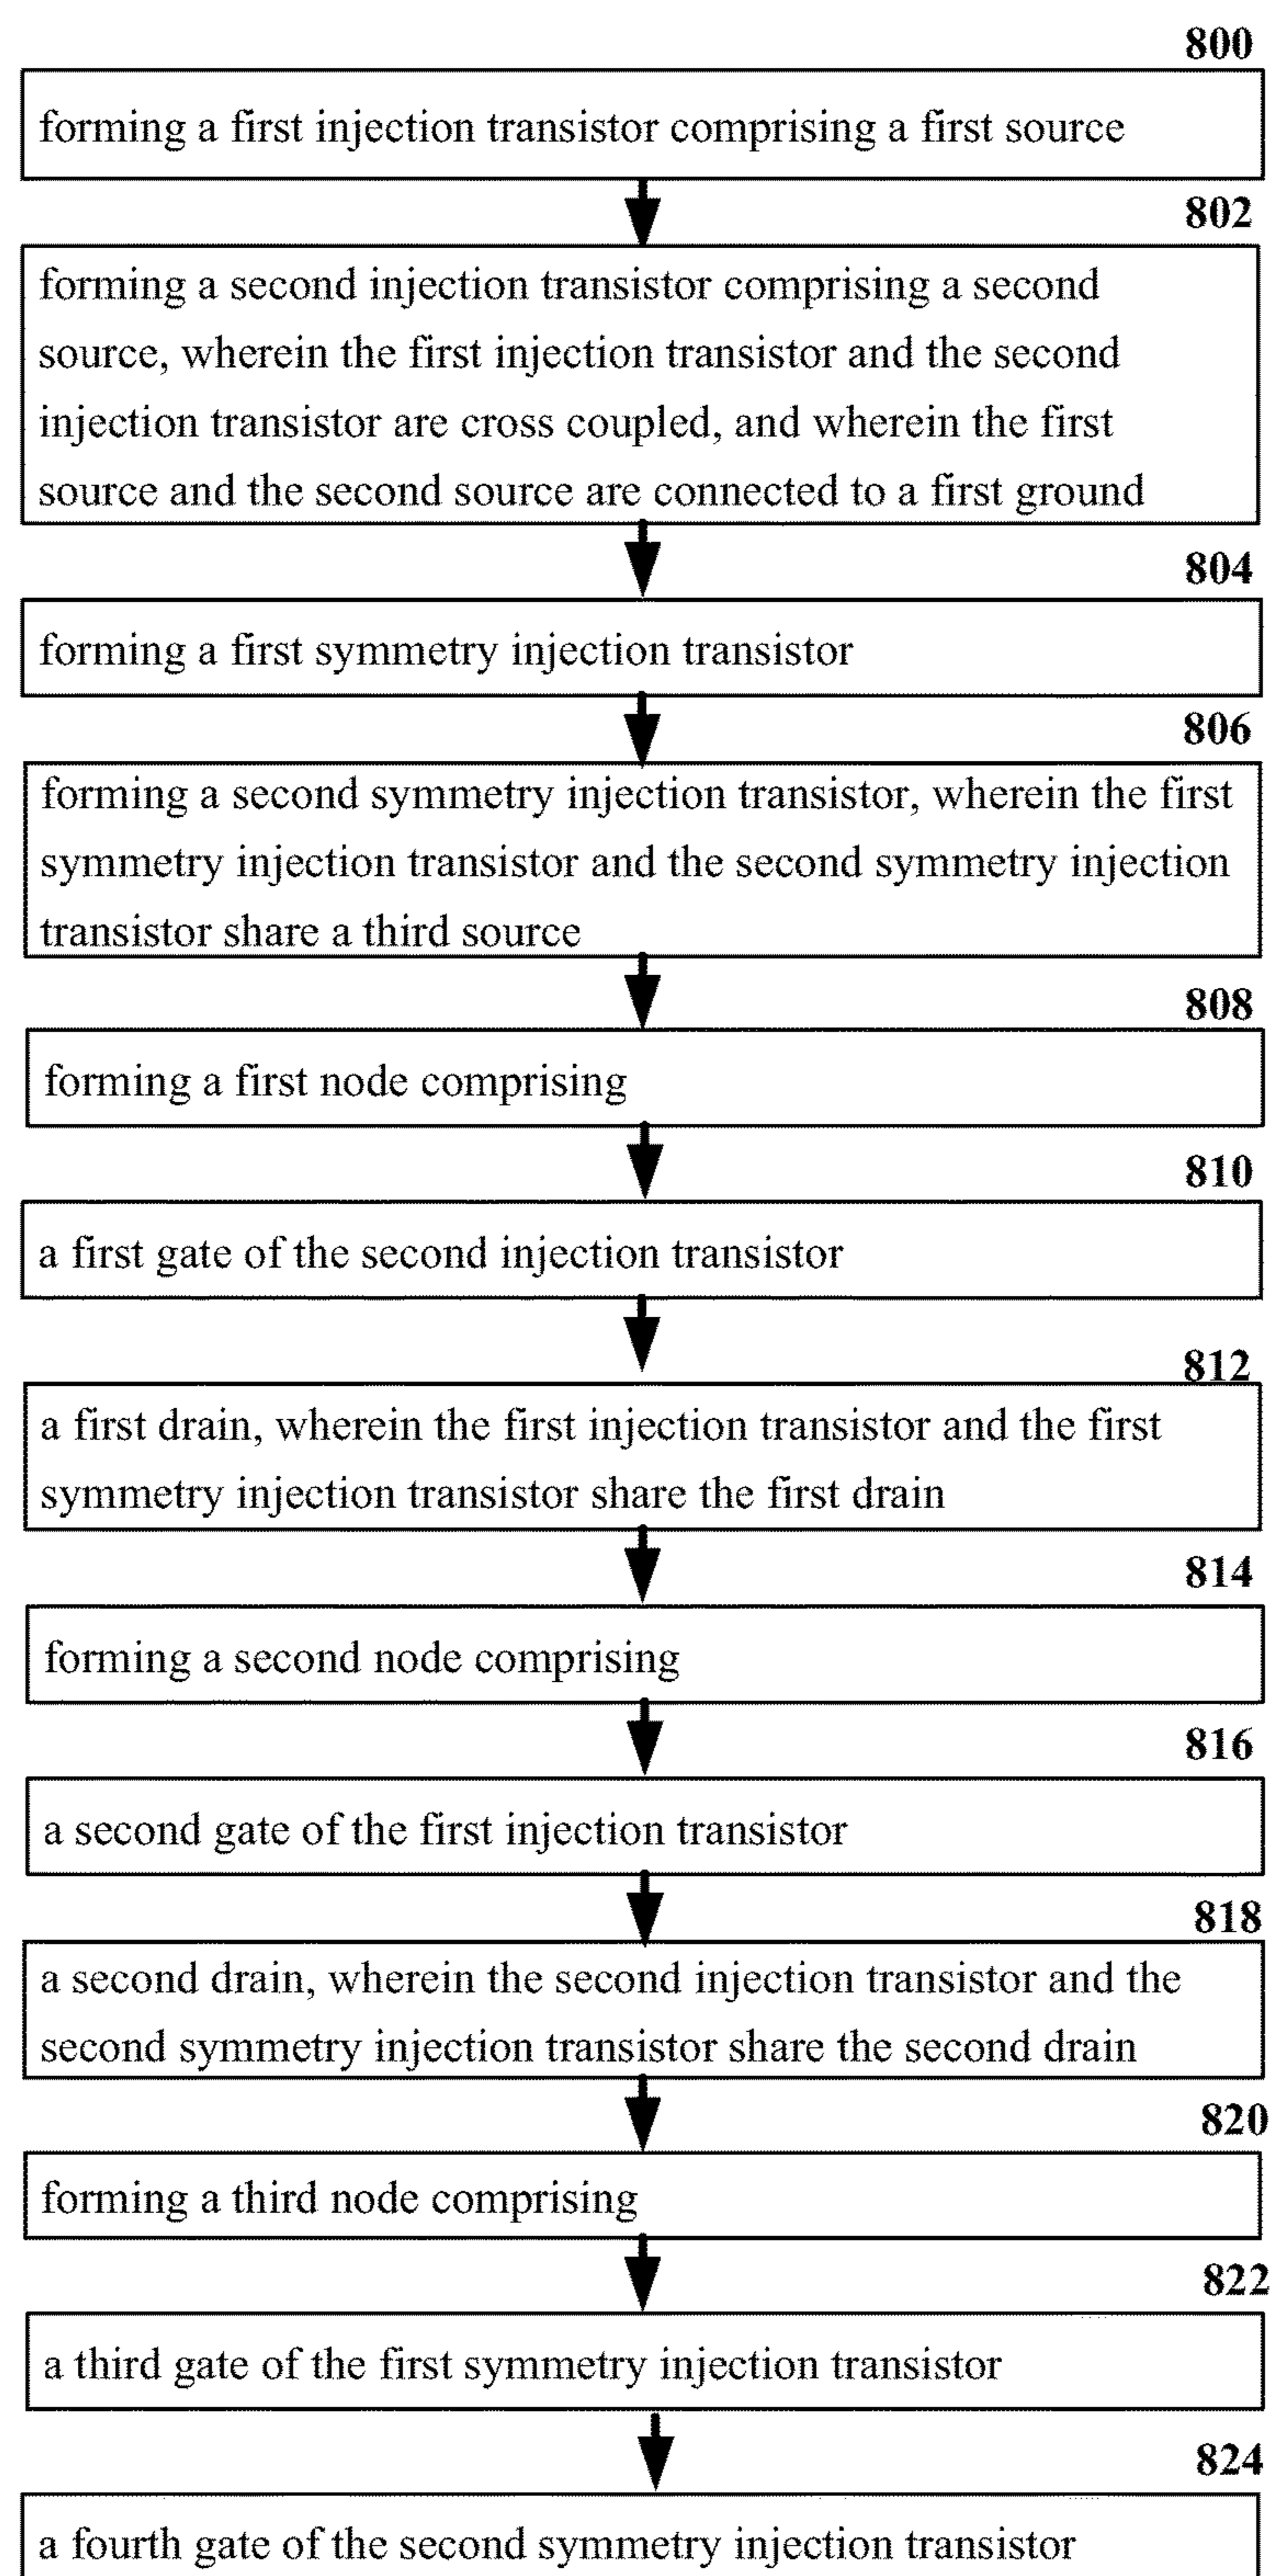 800
forming a first injection transistor comprising a first source
802
forming a second injection transistor comprising a second
source, wherein the first injection transistor and the second
injection transistor are cross coupled, and wherein the first
source and the second source are connected to a first ground
804
forming a first symmetry injection transistor
806
forming a second symmetry injection transistor, wherein the first
symmetry injection transistor and the second symmetry injection
transistor share a third source
808
forming a first node comprising
810
a first gate of the second injection transistor
812
a first drain, wherein the first injection transistor and the first
symmetry injection transistor share the first drain
814
forming a second node comprising
816
a second gate of the first injection transistor
818
a second drain, wherein the second injection transistor and the
second symmetry injection transistor share the second drain
820
forming a third node comprising
822
a third gate of the first symmetry injection transistor
824
a fourth gate of the second symmetry injection transistor